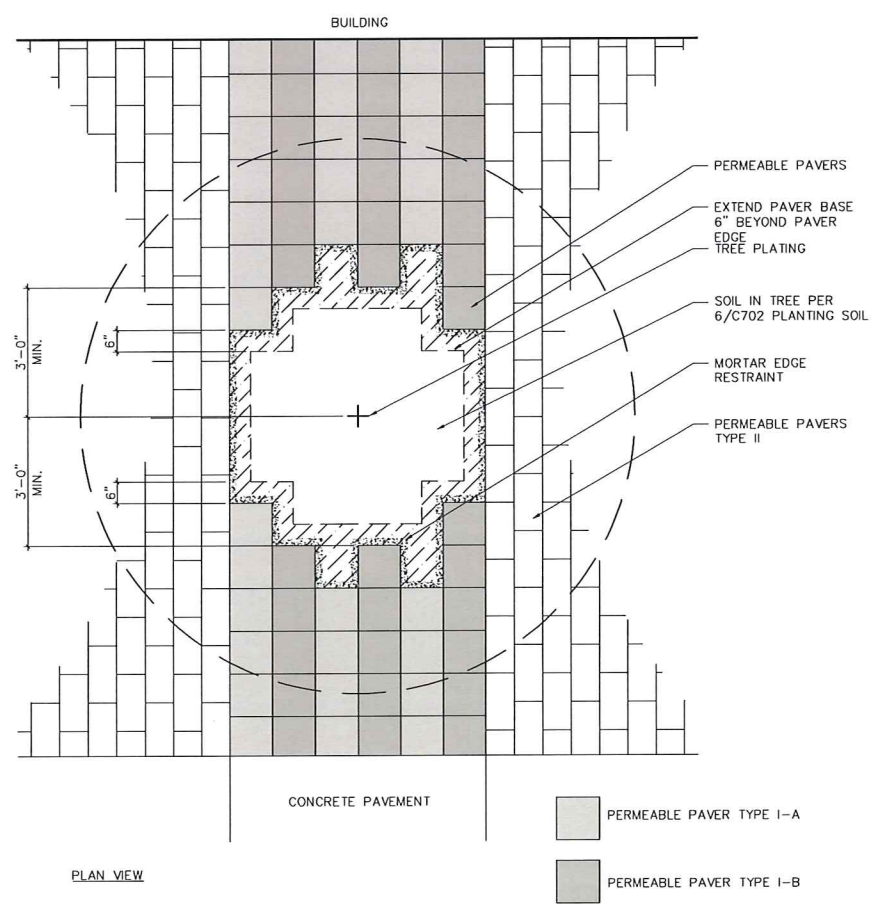 BUILDING
PERMEABLE PAVERS
EXTEND PAVER BASE
6" BEYOND PAVER
EDGE
TREE PLATING
SOIL IN TREE PER
6/C702 PLANTING SOIL
MORTAR EDGE
RESTRAINT
PERMEABLE PAVERS
TYPE II
3'-0"
MIN.
6"
3'-0"
MIN.
6"
CONCRETE PAVEMENT
PERMEABLE PAVER TYPE I-A
PERMEABLE PAVER TYPE I-B
PLAN VIEW